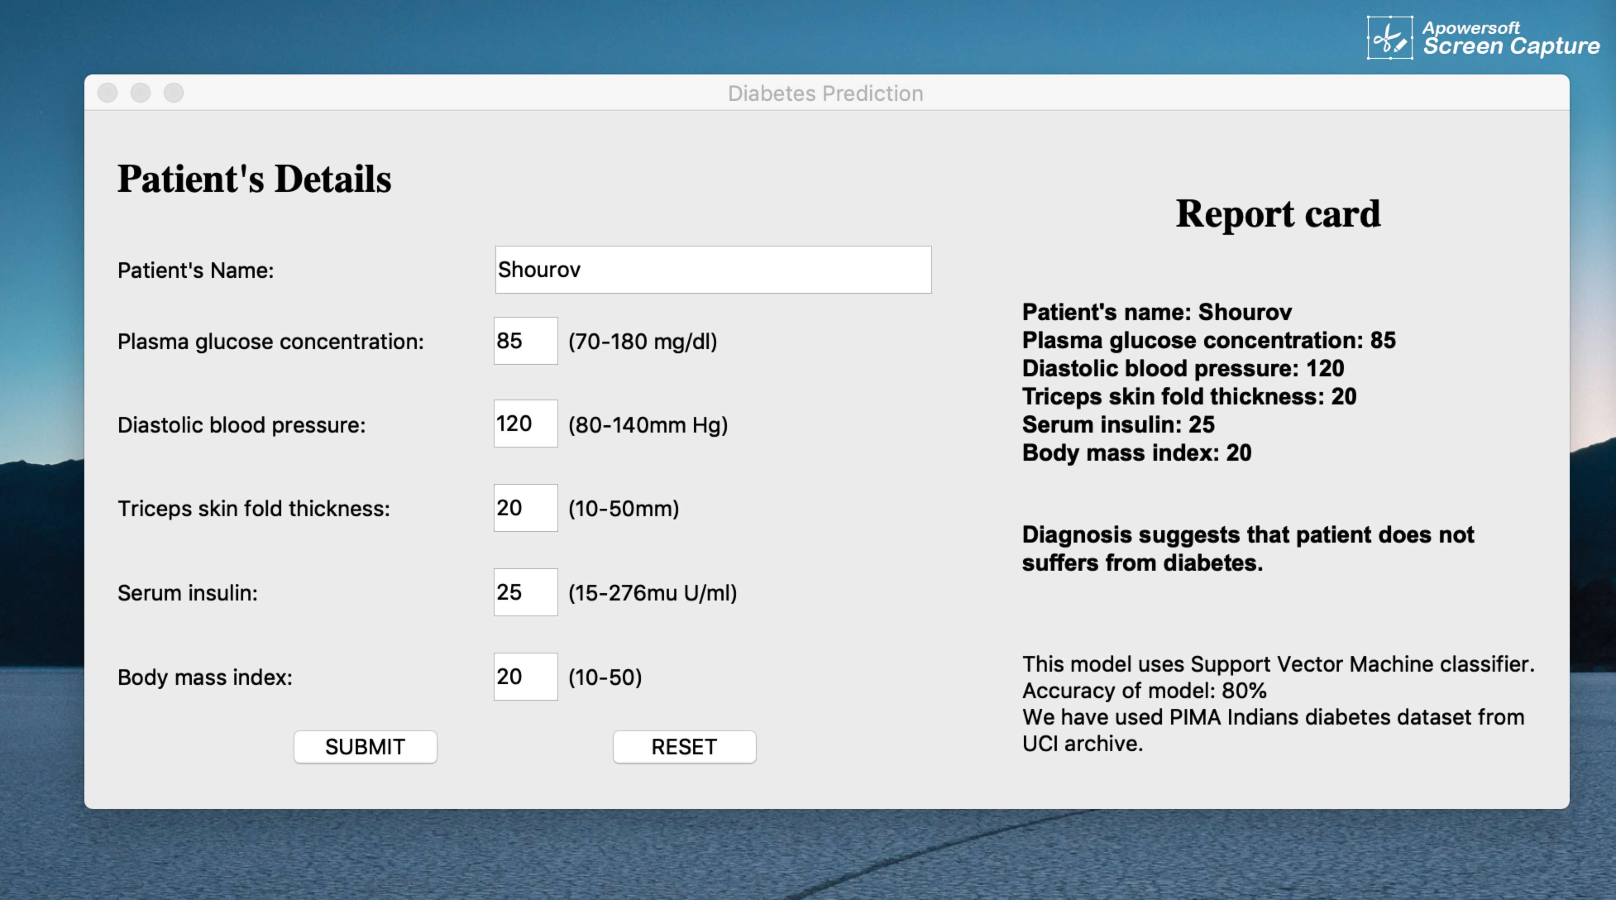 Apowersoft
Screen Capture
Diabetes Prediction
Patient's Details
Patient's Name:
Shourov
Plasma glucose concentration:
85
(70-180 mg/dl)
Diastolic blood pressure:
120
(80-140mm Hg)
Triceps skin fold thickness:
20
(10-50mm)
Serum insulin:
25
(15-276mu U/ml)
Body mass index:
20
(10-50)
SUBMIT
RESET
Report card
Patient's name: Shourov
Plasma glucose concentration: 85
Diastolic blood pressure: 120
Triceps skin fold thickness: 20
Serum insulin: 25
Body mass index: 20
Diagnosis suggests that patient does not
suffers from diabetes.
This model uses Support Vector Machine classifier.
Accuracy of model: 80%
We have used PIMA Indians diabetes dataset from
UCI archive.